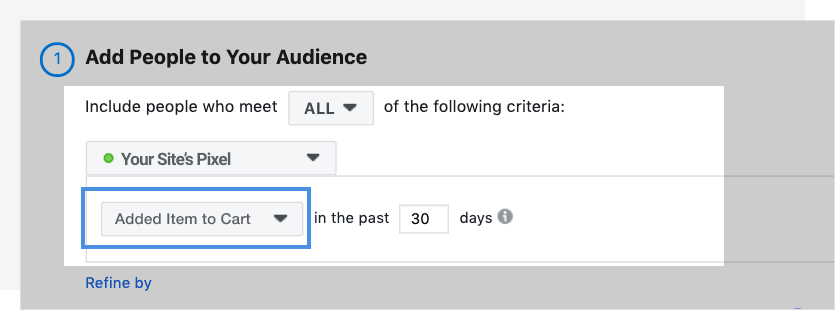 1 Add People to Your Audience
Include people who meet ALL of the following criteria:
Your Site's Pixel
Added Item to Cart in the past 30 days
Refine by